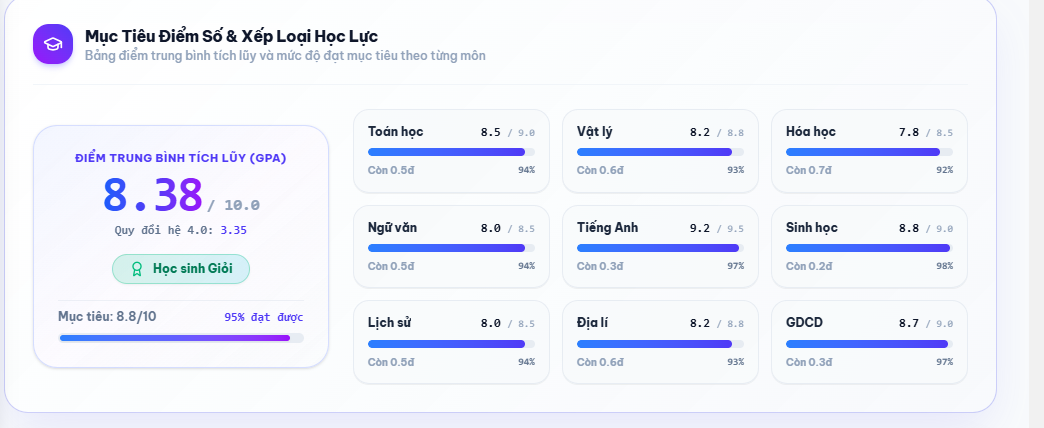 Mục Tiêu Điểm Số & Xếp Loại Học Lực
Bảng điểm trung bình tích lũy và mức độ đạt mục tiêu theo từng môn
ĐIỂM TRUNG BÌNH TÍCH LŨY (GPA)
8.38 / 10.0
Quy đổi hệ 4.0: 3.35
Học sinh Giỏi
Mục tiêu: 8.8/10 95% đạt được
Toán học 8.5 / 9.0
Còn 0.5đ 94%
Vật lý 8.2 / 8.8
Còn 0.6đ 93%
Hóa học 7.8 / 8.5
Còn 0.7đ 92%
Ngữ văn 8.0 / 8.5
Còn 0.5đ 94%
Tiếng Anh 9.2 / 9.5
Còn 0.3đ 97%
Sinh học 8.8 / 9.0
Còn 0.2đ 98%
Lịch sử 8.0 / 8.5
Còn 0.5đ 94%
Địa lí 8.2 / 8.8
Còn 0.6đ 93%
GDCD 8.7 / 9.0
Còn 0.3đ 97%